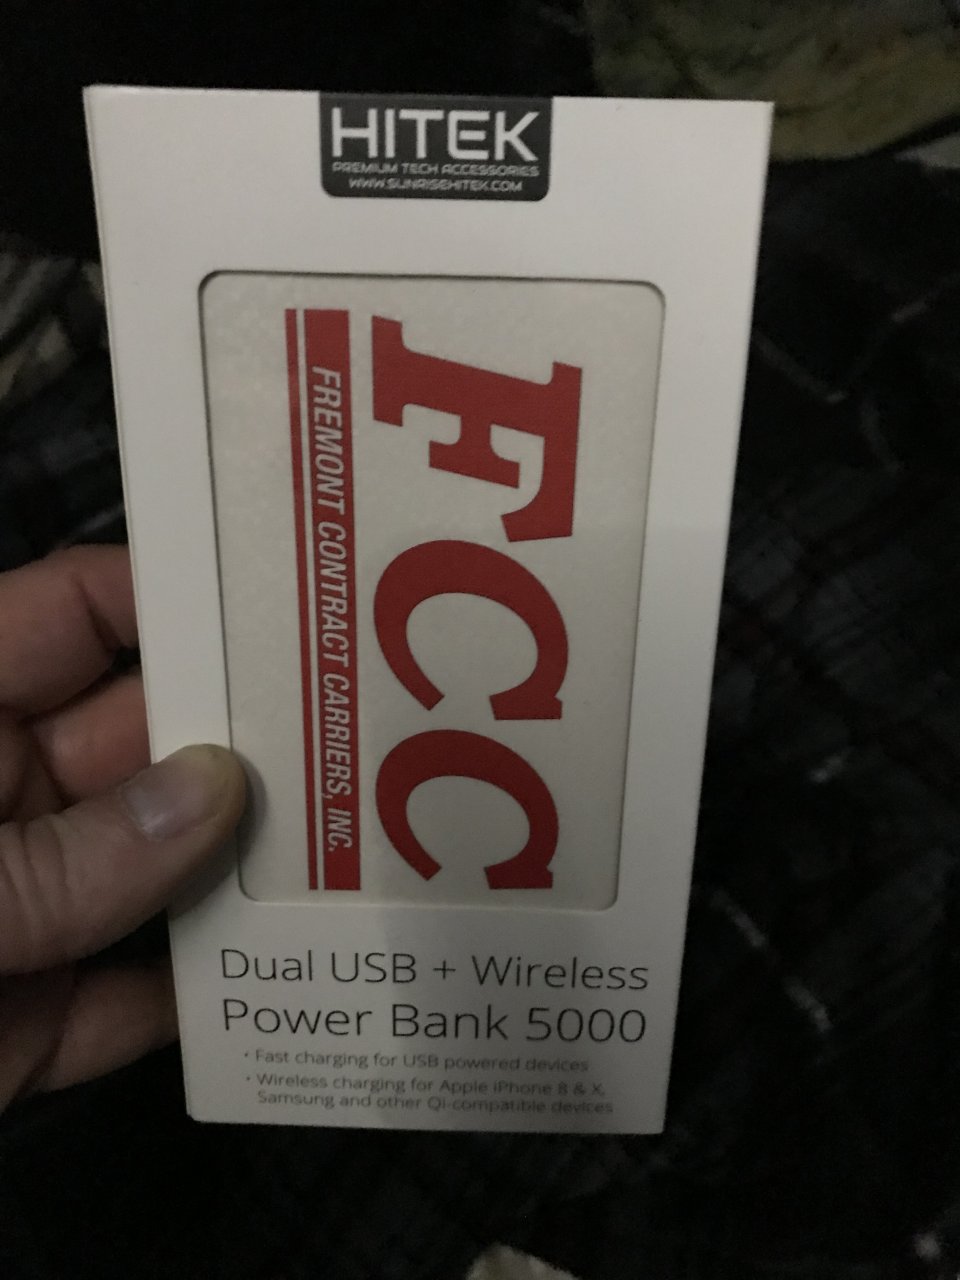 HITEK
PREMIUM TECH ACCESSORIES
WWW.SUNRISEHITEK.COM
FCC
FREMONT CONTRACT CARRIERS, INC.
Dual USB + Wireless
Power Bank 5000
• Fast charging for USB powered devices
• Wireless charging for Apple iPhone 8 & X,
Samsung and other Qi-compatible devices